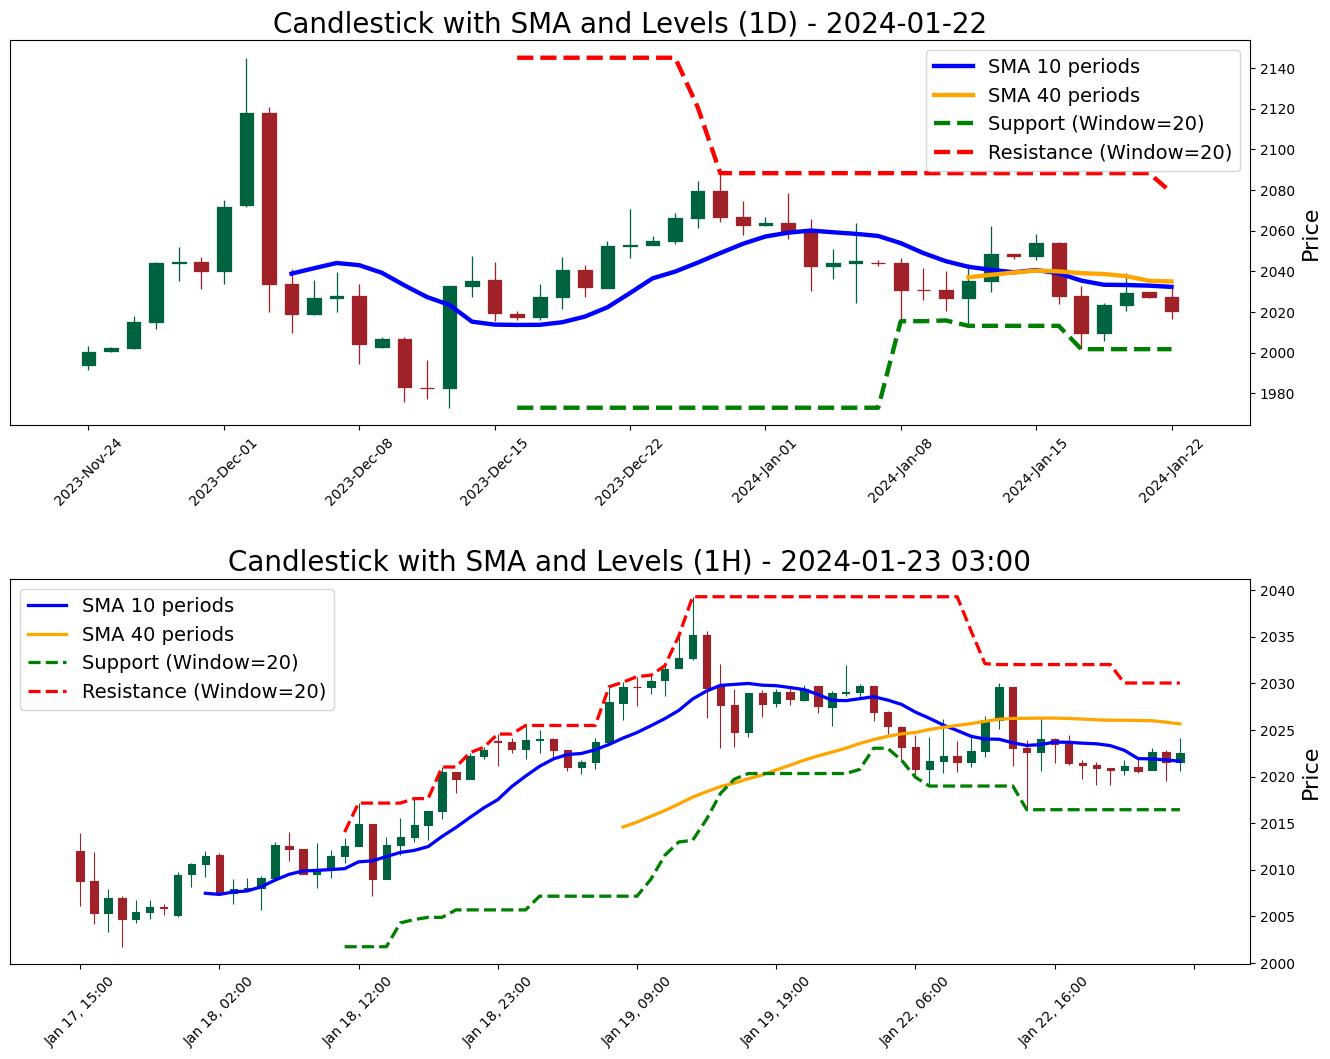 Candlestick with SMA and Levels (1D) - 2024-01-22
SMA 10 periods
SMA 40 periods
Support (Window=20)
Resistance (Window=20)
2140
2120
2100
2080
2060
2040
2020
2000
1980
Price
2023-Nov-24
2023-Dec-01
2023-Dec-08
2023-Dec-15
2023-Dec-22
2024-Jan-01
2024-Jan-08
2024-Jan-15
2024-Jan-22
Candlestick with SMA and Levels (1H) - 2024-01-23 03:00
SMA 10 periods
SMA 40 periods
Support (Window=20)
Resistance (Window=20)
2040
2035
2030
2025
2020
2015
2010
2005
2000
Price
Jan 17, 15:00
Jan 18, 02:00
Jan 18, 12:00
Jan 18, 23:00
Jan 19, 09:00
Jan 19, 19:00
Jan 22, 06:00
Jan 22, 16:00